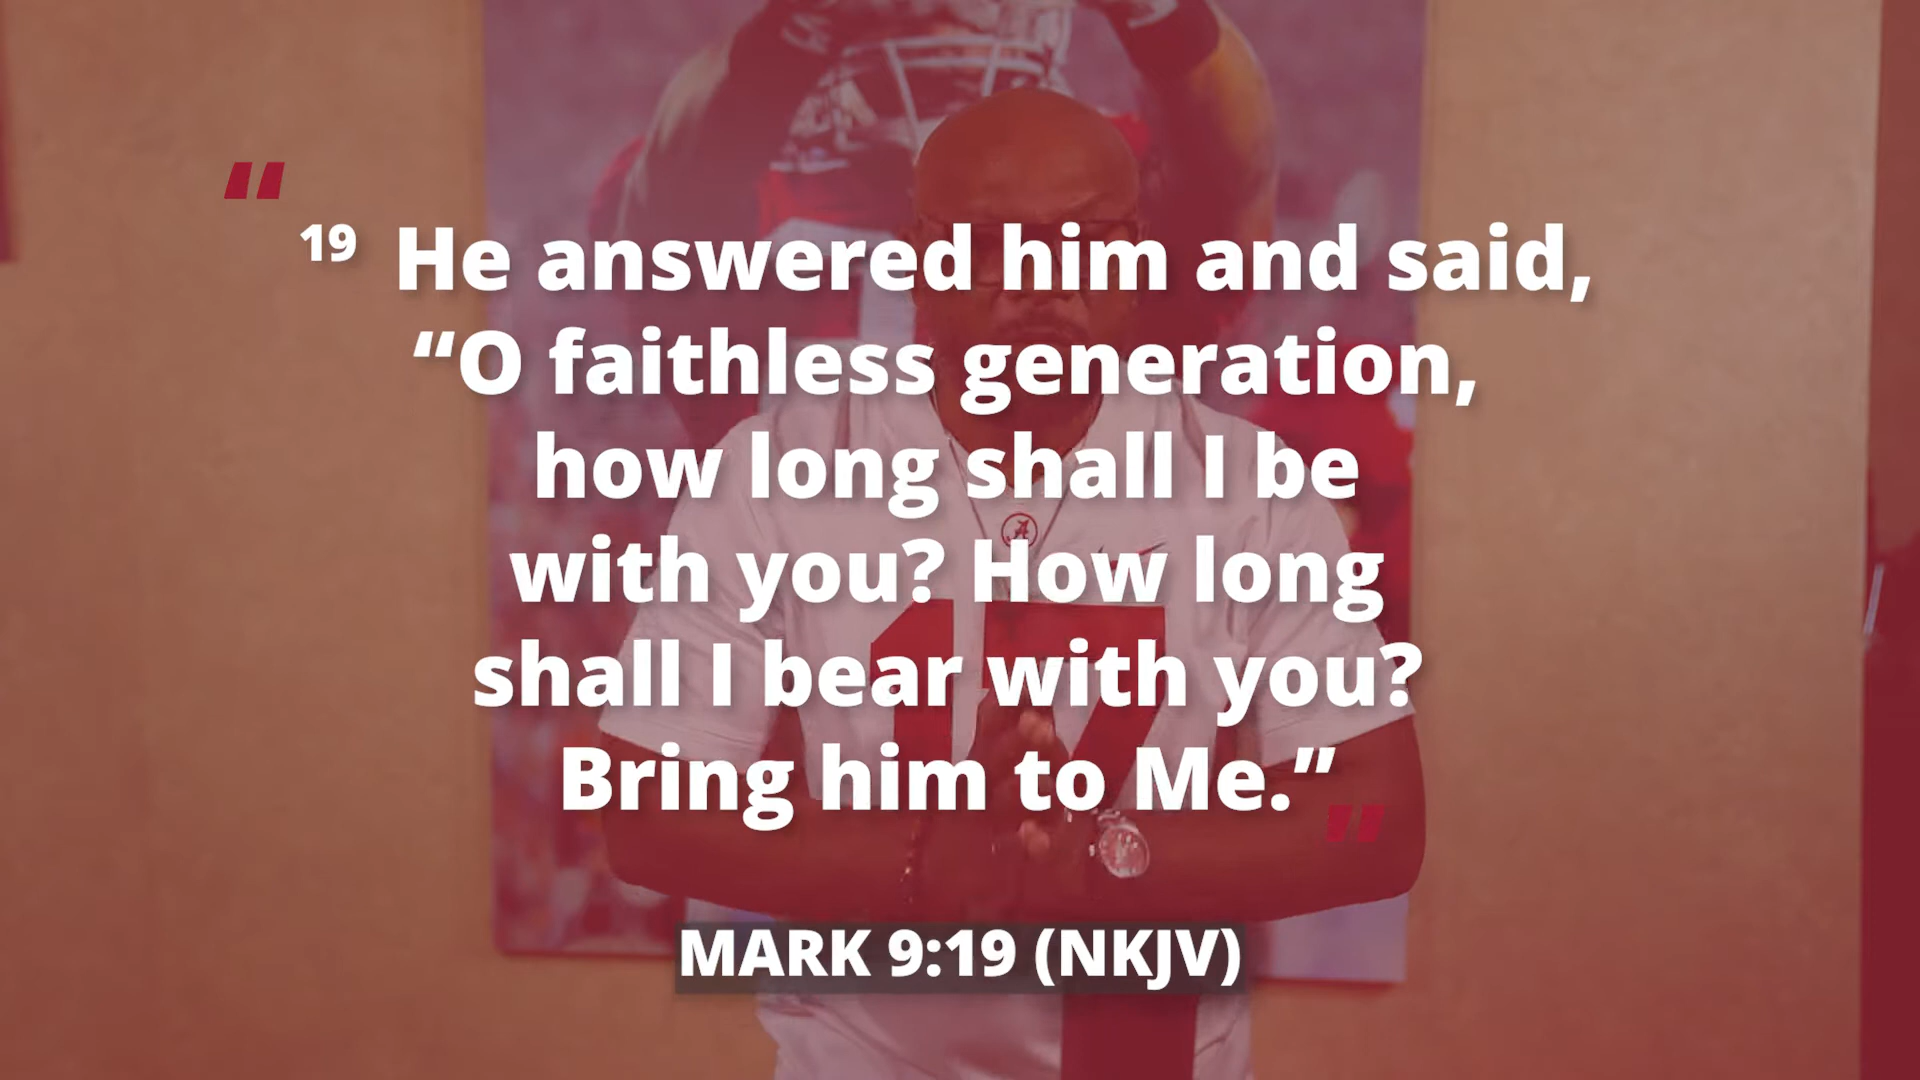 “
19 He answered him and said,
“O faithless generation,
how long shall I be
with you? How long
shall I bear with you?
Bring him to Me.”
”
A
17
MARK 9:19 (NKJV)